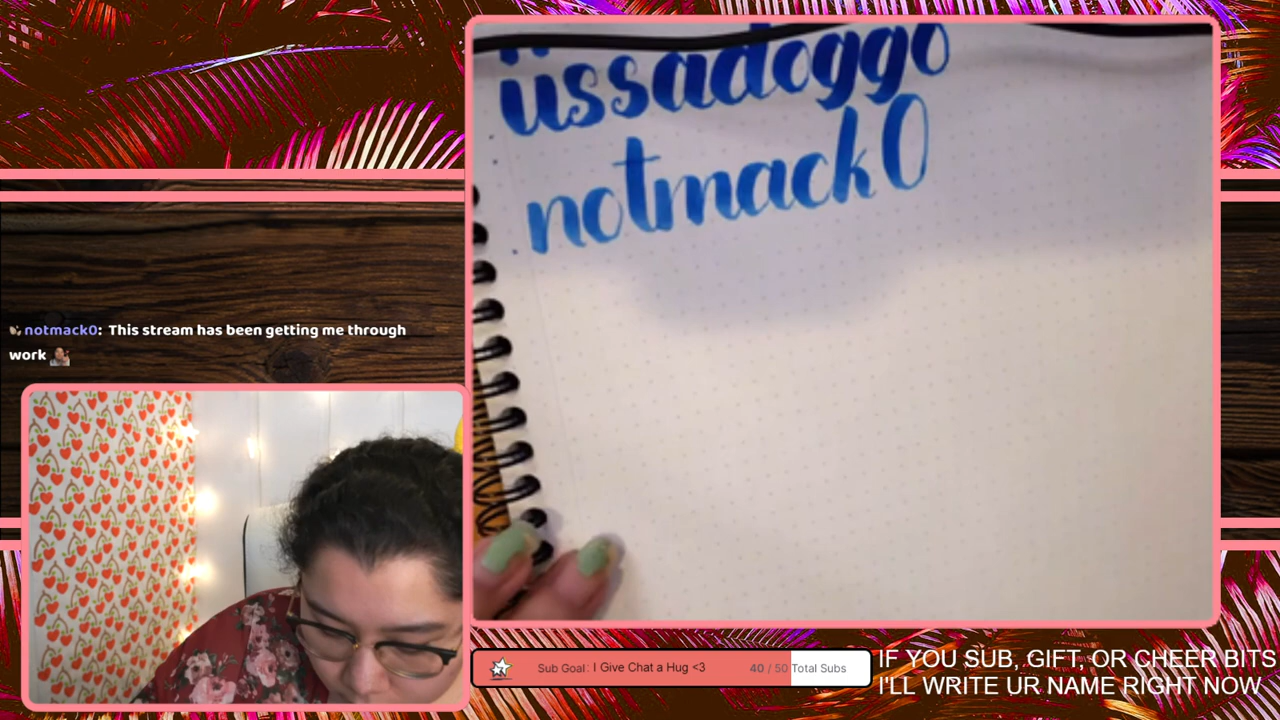 üssadoggo
notmack0
notmack0: This stream has been getting me through
work
Sub Goal: I Give Chat a Hug <3 40 / 50 Total Subs
IF YOU SUB, GIFT, OR CHEER BITS
I'LL WRITE UR NAME RIGHT NOW